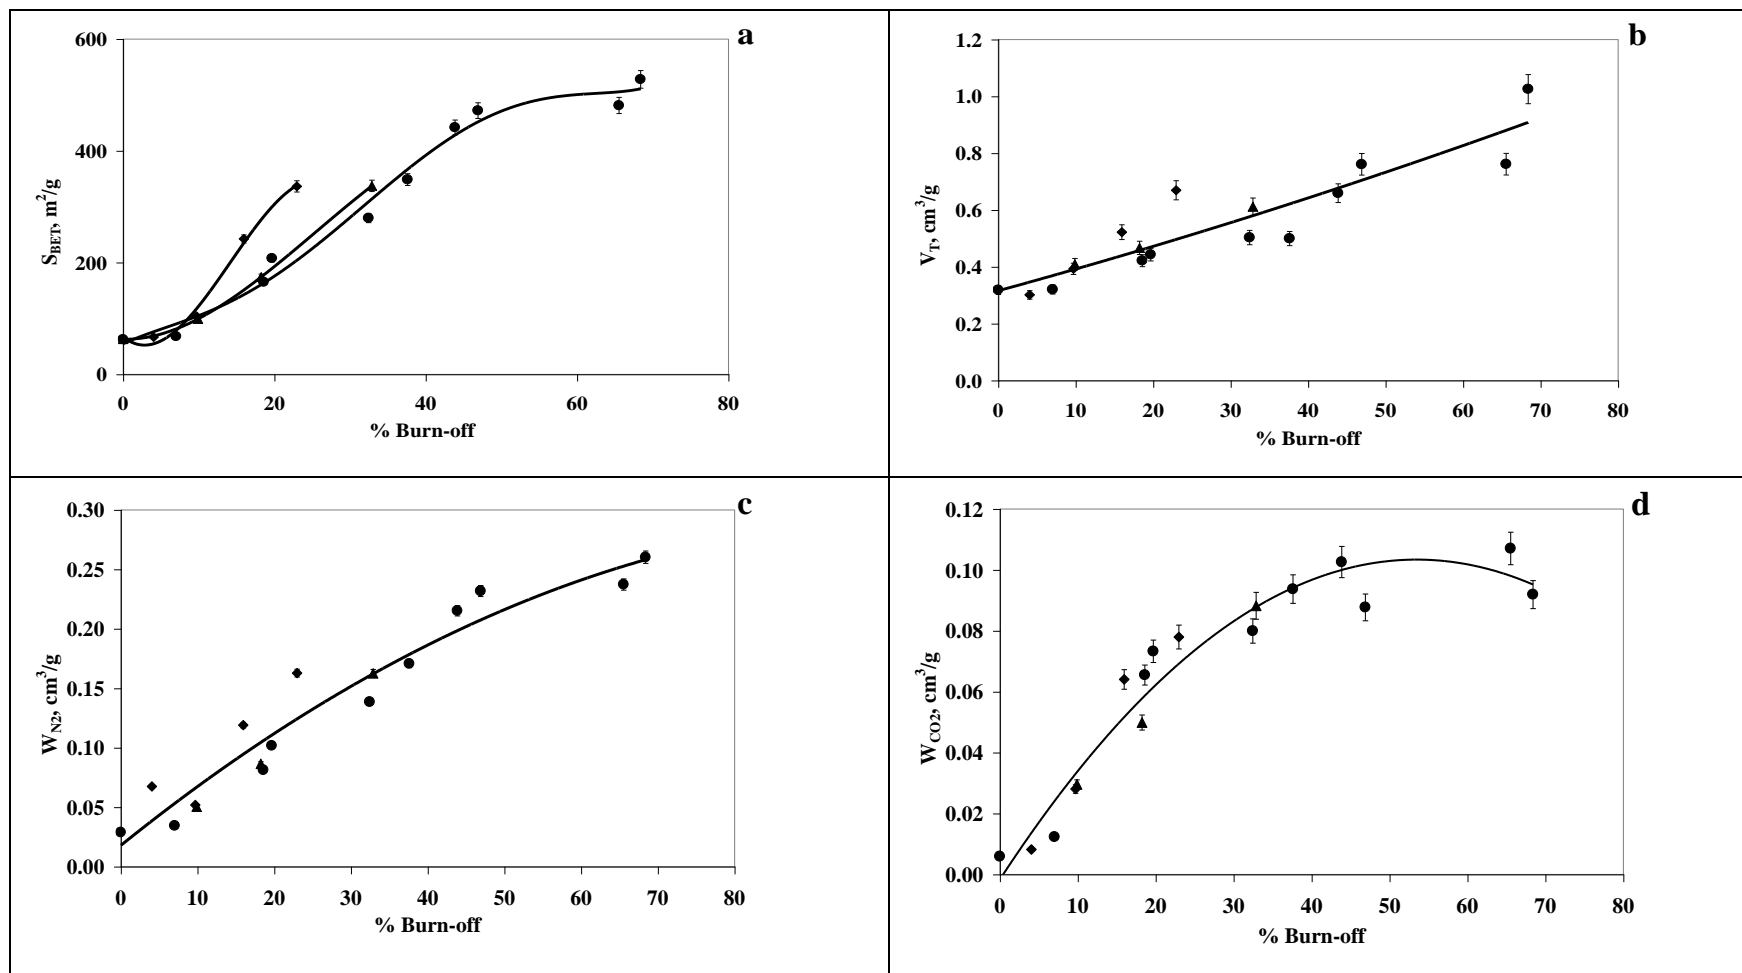 a
600
400
200
0
S_BET, m²/g
0 20 40 60 80
% Burn-off
b
1.2
1.0
0.8
0.6
0.4
0.2
0.0
V_T, cm³/g
0 10 20 30 40 50 60 70 80
% Burn-off
c
0.30
0.25
0.20
0.15
0.10
0.05
0.00
W_N2, cm³/g
0 10 20 30 40 50 60 70 80
% Burn-off
d
0.12
0.10
0.08
0.06
0.04
0.02
0.00
W_CO2, cm³/g
0 10 20 30 40 50 60 70 80
% Burn-off